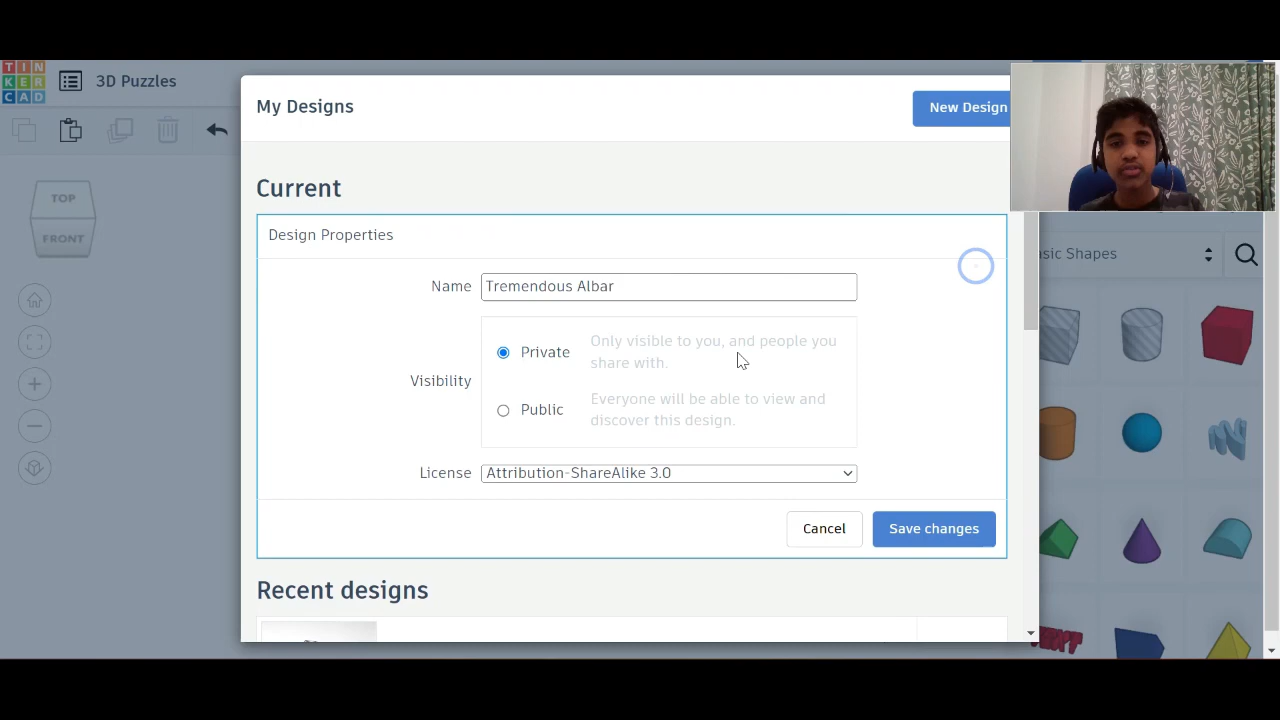 TIN
KER
CAD
3D Puzzles
My Designs
New Design
TOP
FRONT
Current
Design Properties
Name
Tremendous Albar
Visibility
Private
Only visible to you, and people you
share with.
Public
Everyone will be able to view and
discover this design.
License
Attribution-ShareAlike 3.0
Cancel
Save changes
Recent designs
Shapes
TEXT